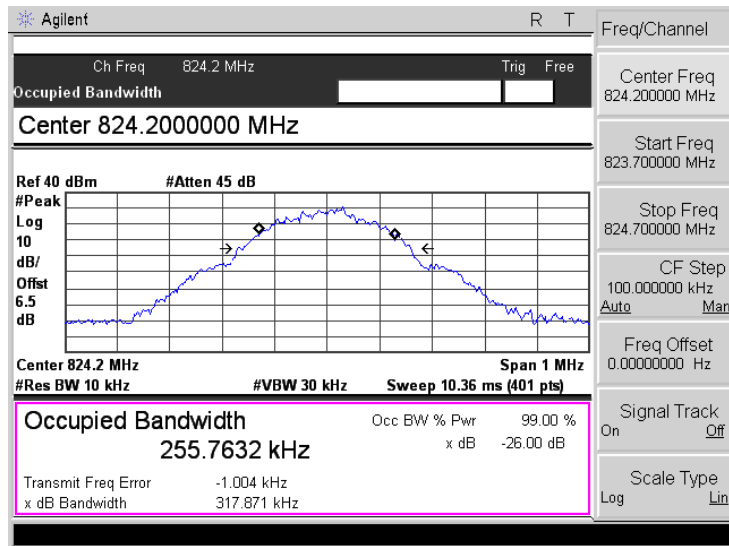 Agilent R T
Ch Freq 824.2 MHz Trig Free
Occupied Bandwidth
Center 824.2000000 MHz
Ref 40 dBm #Atten 45 dB
#Peak
Log
10
dB/
Offst
6.5
dB
Center 824.2 MHz Span 1 MHz
#Res BW 10 kHz #VBW 30 kHz Sweep 10.36 ms (401 pts)
Occupied Bandwidth Occ BW % Pwr 99.00 %
255.7632 kHz x dB -26.00 dB
Transmit Freq Error -1.004 kHz
x dB Bandwidth 317.871 kHz
Freq/Channel
Center Freq
824.200000 MHz
Start Freq
823.700000 MHz
Stop Freq
824.700000 MHz
CF Step
100.000000 kHz
Auto Man
Freq Offset
0.00000000 Hz
Signal Track
On Off
Scale Type
Log Lin